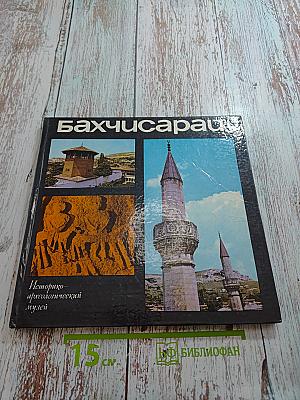 Бахчисарай
Историко-
археологический
музей
15 см.
БИБЛИОФАН